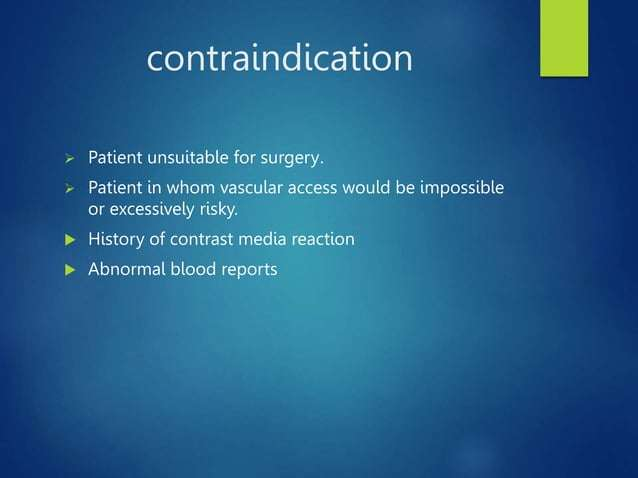 contraindication
Patient unsuitable for surgery.
Patient in whom vascular access would be impossible
or excessively risky.
History of contrast media reaction
Abnormal blood reports